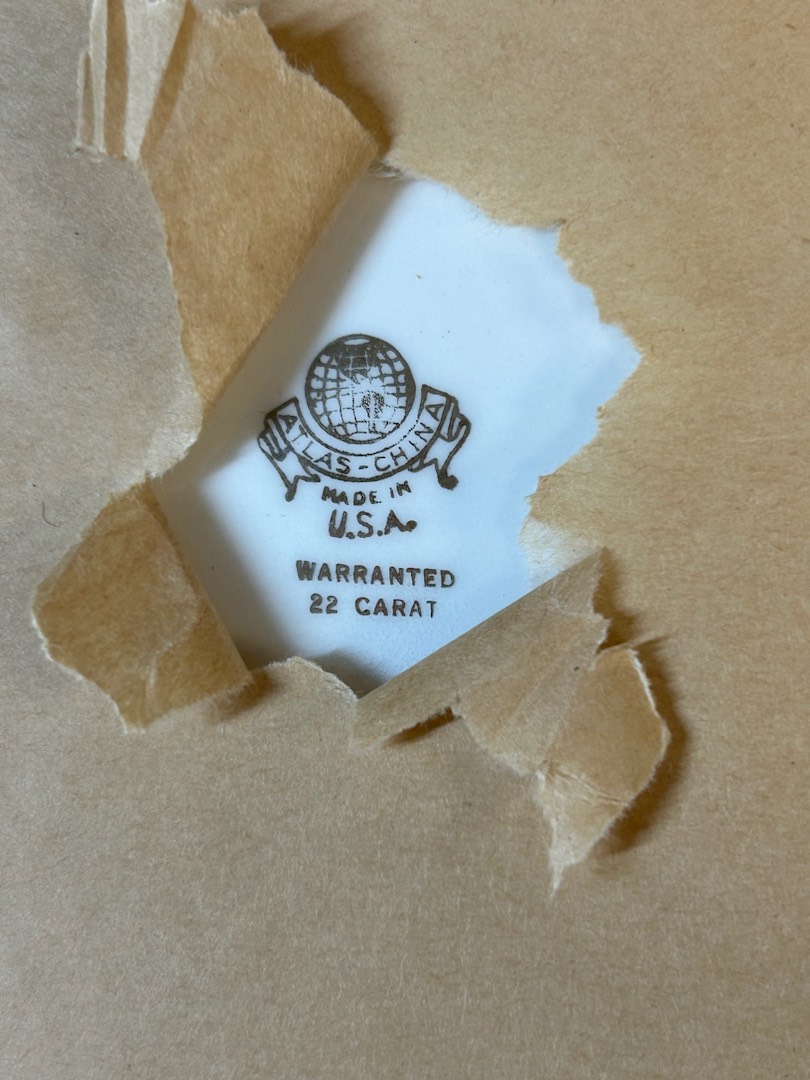 ATLAS-CHINA
MADE IN
U.S.A.
WARRANTED
22 CARAT